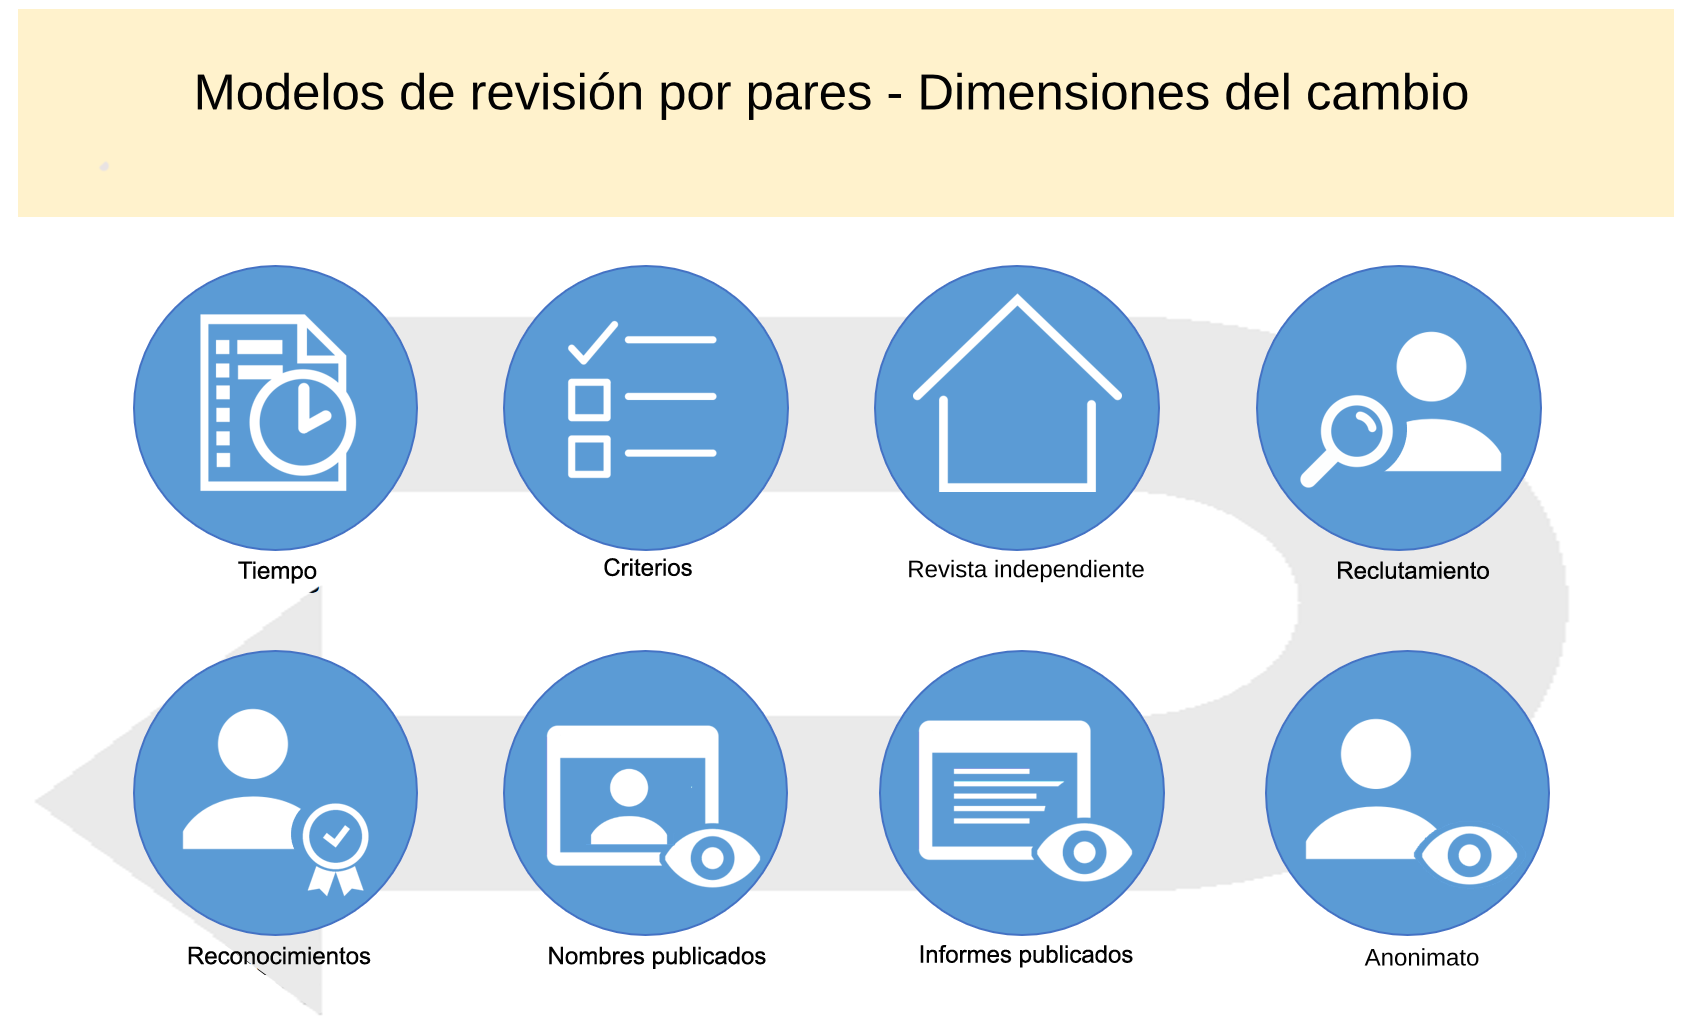 Modelos de revisión por pares - Dimensiones del cambio
Tiempo
Criterios
Revista independiente
Reclutamiento
Reconocimientos
Nombres publicados
Informes publicados
Anonimato